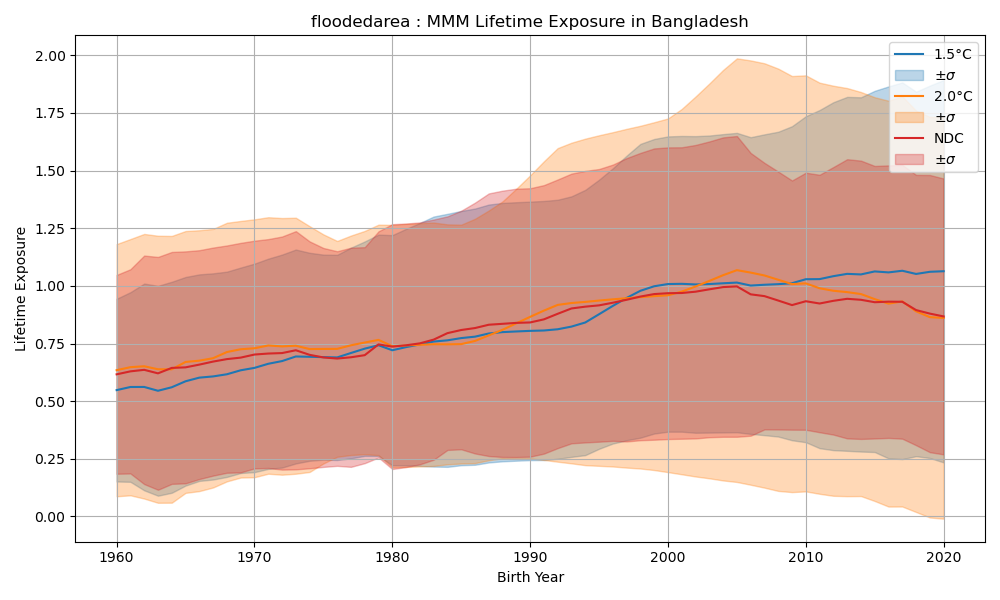 floodedarea : MMM Lifetime Exposure in Bangladesh
Lifetime Exposure
2.00
1.75
1.50
1.25
1.00
0.75
0.50
0.25
0.00
1960 1970 1980 1990 2000 2010 2020
Birth Year
1.5°C
±σ
2.0°C
±σ
NDC
±σ